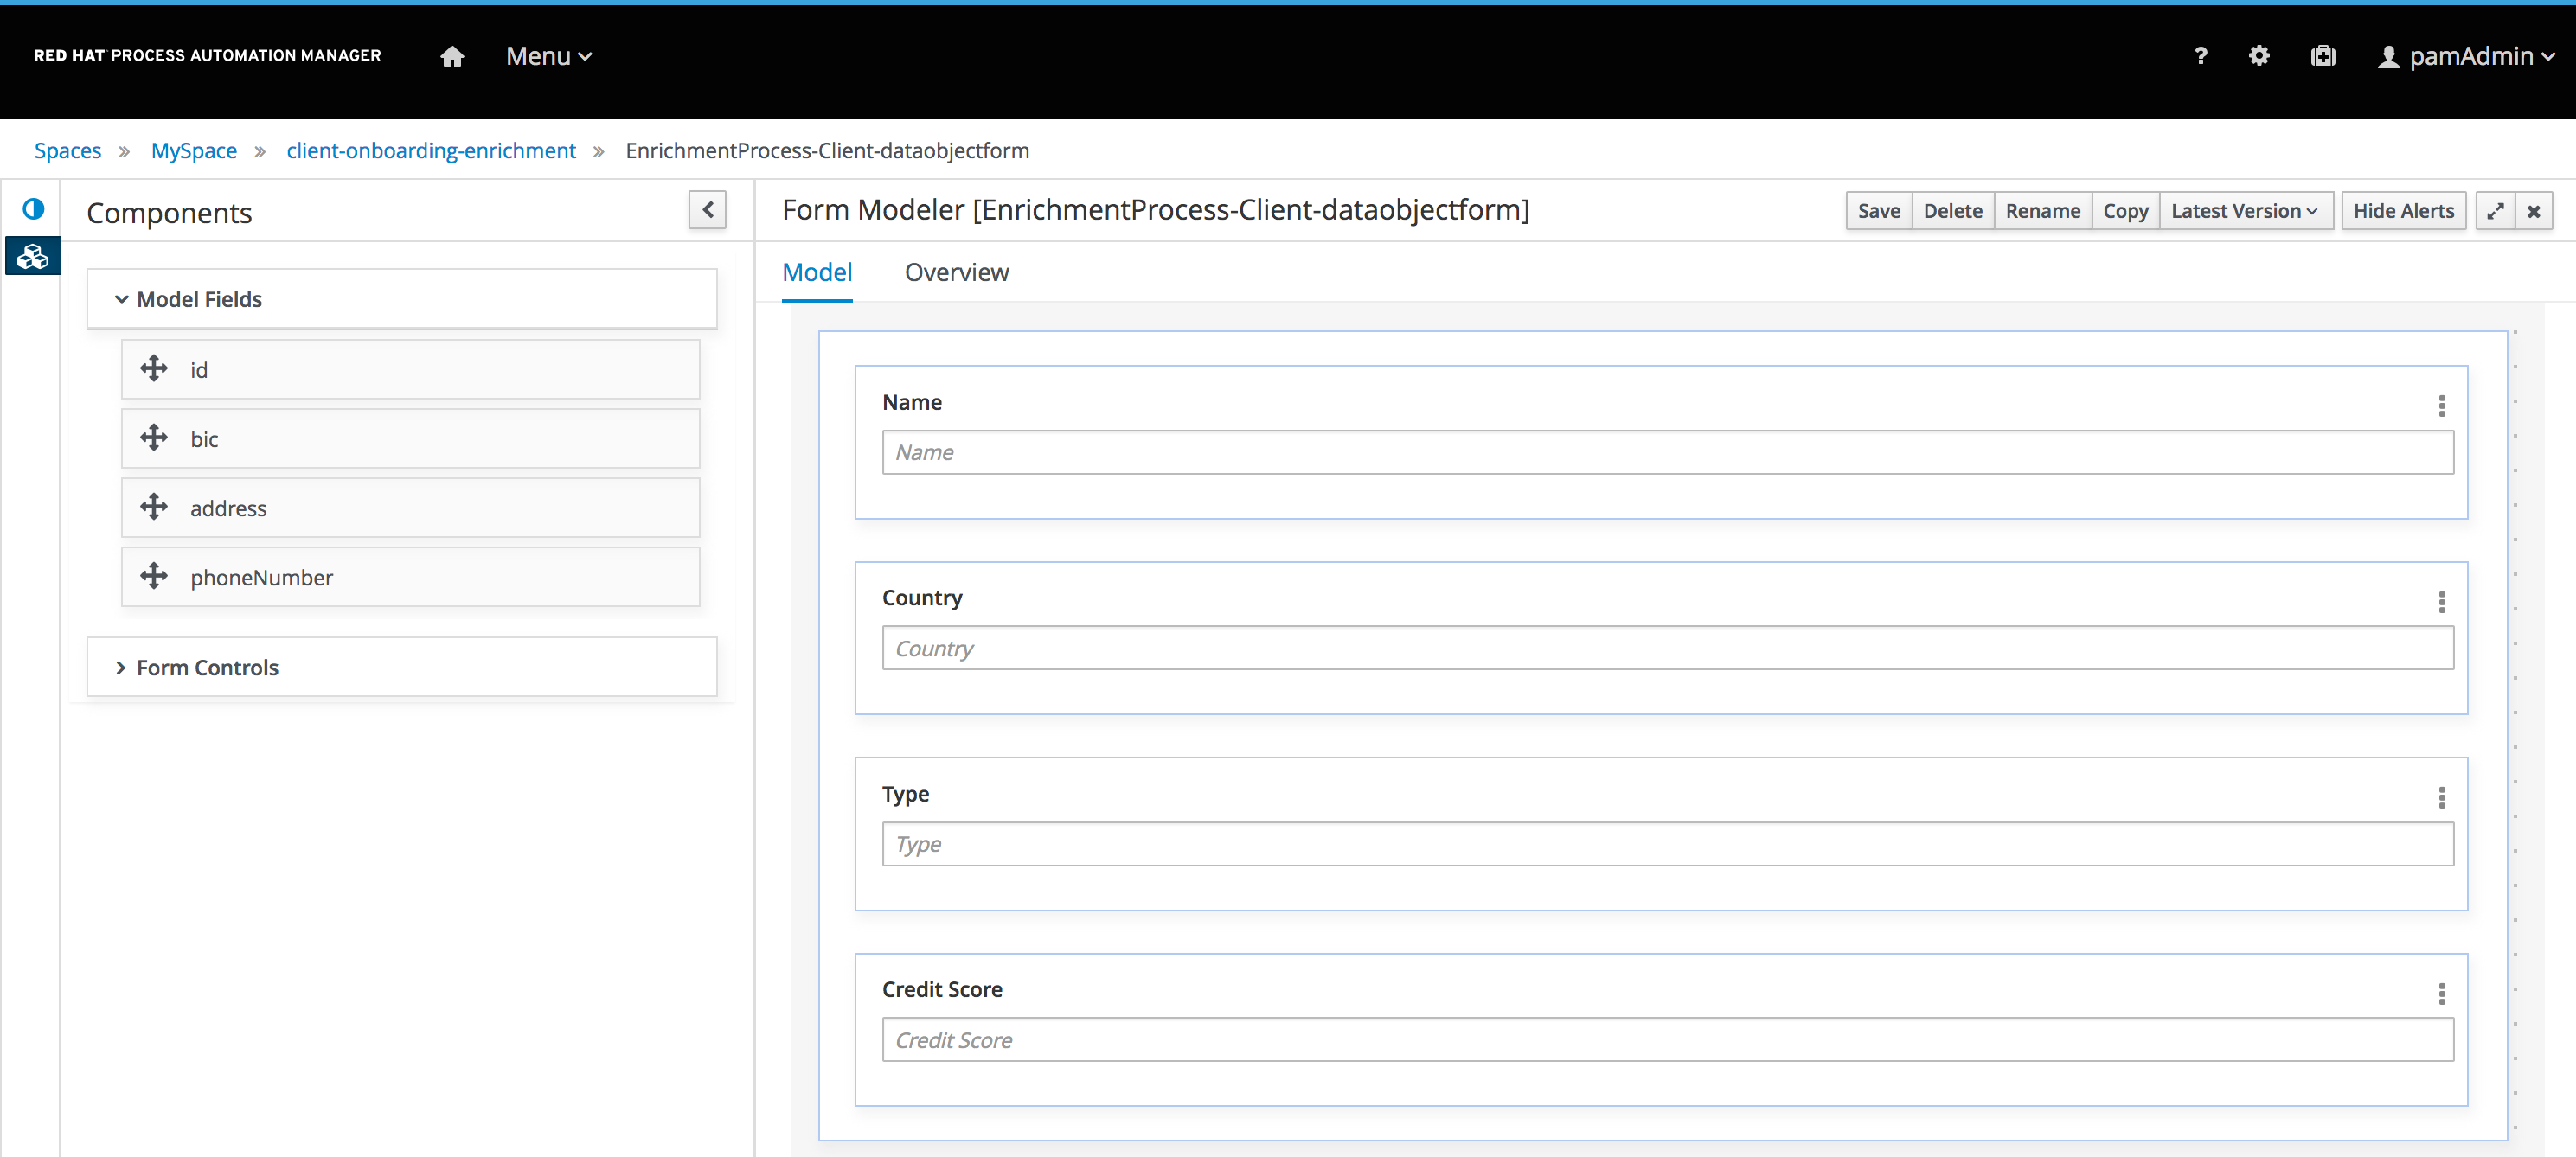 RED HAT PROCESS AUTOMATION MANAGER Menu ? pamAdmin
Spaces » MySpace » client-onboarding-enrichment » EnrichmentProcess-Client-dataobjectform
Components
Model Fields
id
bic
address
phoneNumber
Form Controls
Form Modeler [EnrichmentProcess-Client-dataobjectform]
Save Delete Rename Copy Latest Version Hide Alerts
Model Overview
Name
Name
Country
Country
Type
Type
Credit Score
Credit Score